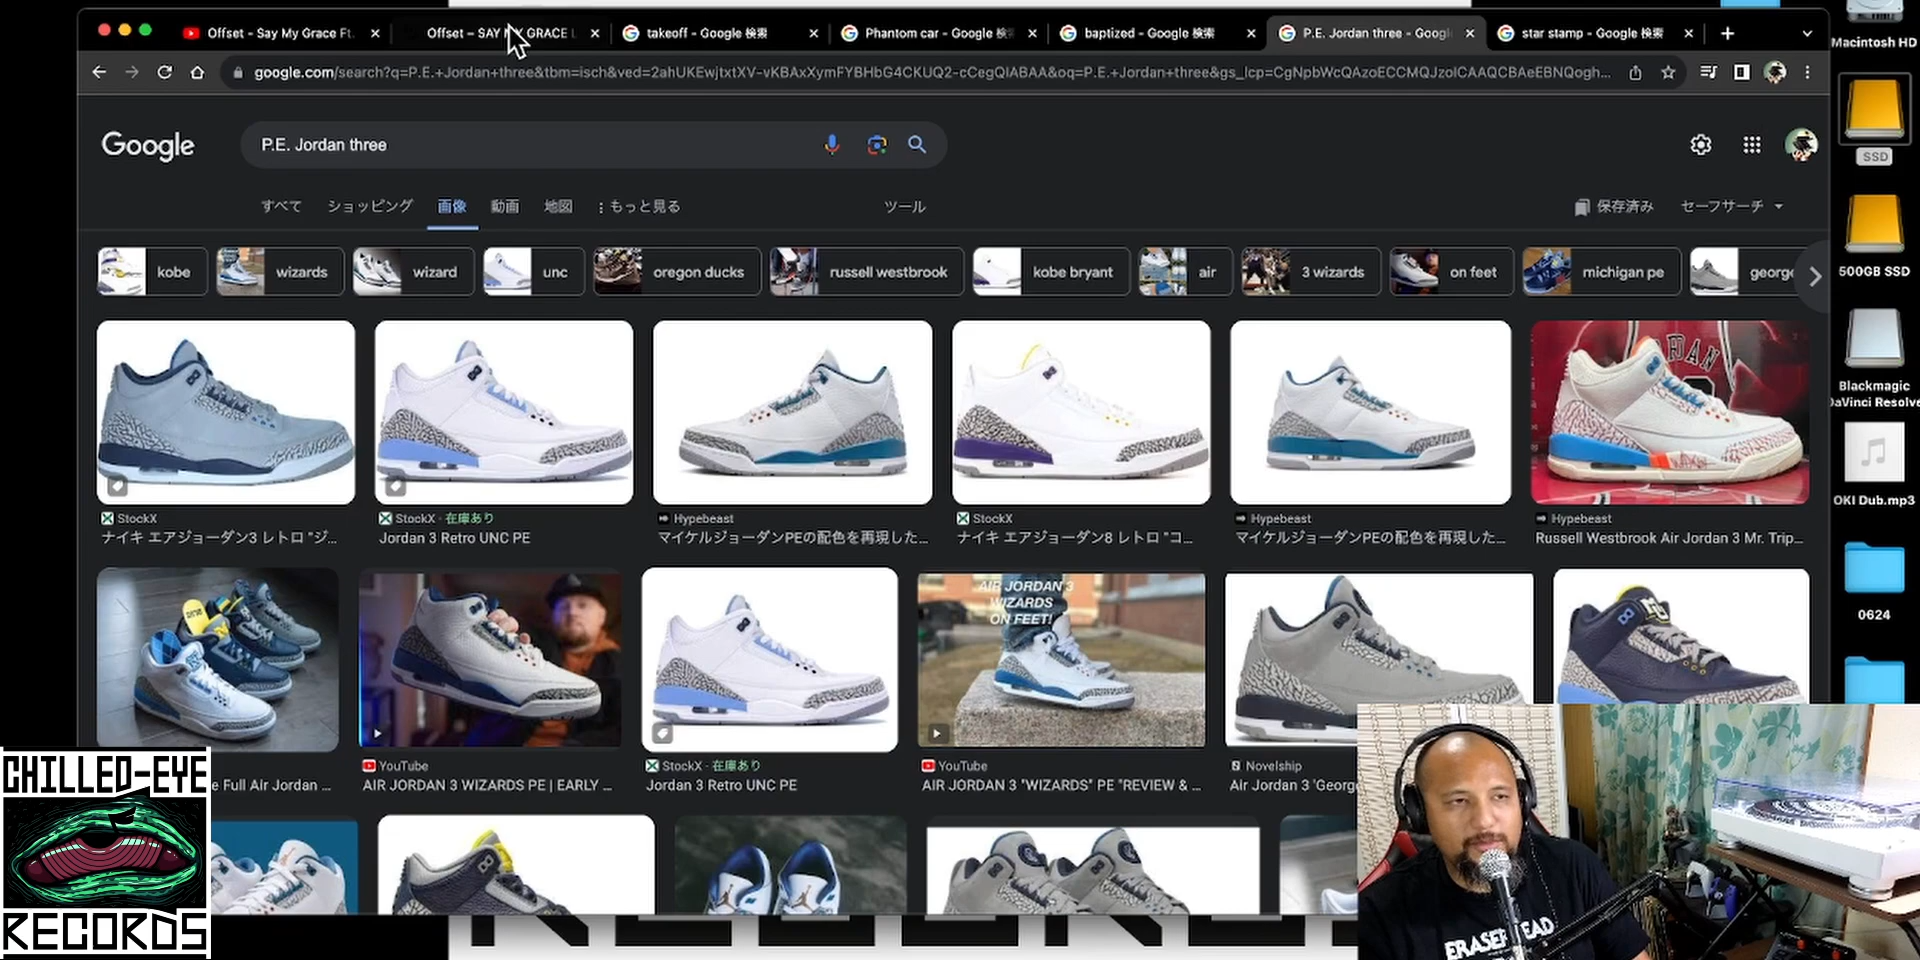 Offset - Say My Grace Ft.
Offset – SAY MY GRACE L
takeoff - Google 検索
Phantom car - Google 検索
baptized - Google 検索
P.E. Jordan three - Googl
star stamp - Google 検索
google.com/search?q=P.E.+Jordan+three&tbm=isch&ved=2ahUKEwjtxtXV-vKBAxXymFYBHbG4CKUQ2-cCegQIABAA&oq=P.E.+Jordan+three&gs_lcp=CgNpbWcQAzoECCMQJzoICAAQCBAeEBNQogh...
Macintosh HD
SSD
Google
P.E. Jordan three
すべて ショッピング 画像 動画 地図 もっと見る ツール
保存済み セーフサーチ
kobe
wizards
wizard
unc
oregon ducks
russell westbrook
kobe bryant
air
3 wizards
on feet
michigan pe
george
500GB SSD
JORDAN
StockX
ナイキ エアジョーダン3 レトロ "ジ...
StockX · 在庫あり
Jordan 3 Retro UNC PE
Hypebeast
マイケルジョーダンPEの配色を再現した...
StockX
ナイキ エアジョーダン8 レトロ "コ...
Hypebeast
マイケルジョーダンPEの配色を再現した...
Hypebeast
Russell Westbrook Air Jordan 3 Mr. Trip...
Blackmagic
DaVinci Resolve
OKI Dub.mp3
0624
AIR JORDAN 3
WIZARDS
ON FEET!
e Full Air Jordan ...
YouTube
AIR JORDAN 3 WIZARDS PE | EARLY ...
StockX · 在庫あり
Jordan 3 Retro UNC PE
YouTube
AIR JORDAN 3 "WIZARDS" PE "REVIEW & ...
Novelship
Air Jordan 3 'Georg
CHILLED-EYE
RECORDS
ERASERHEAD